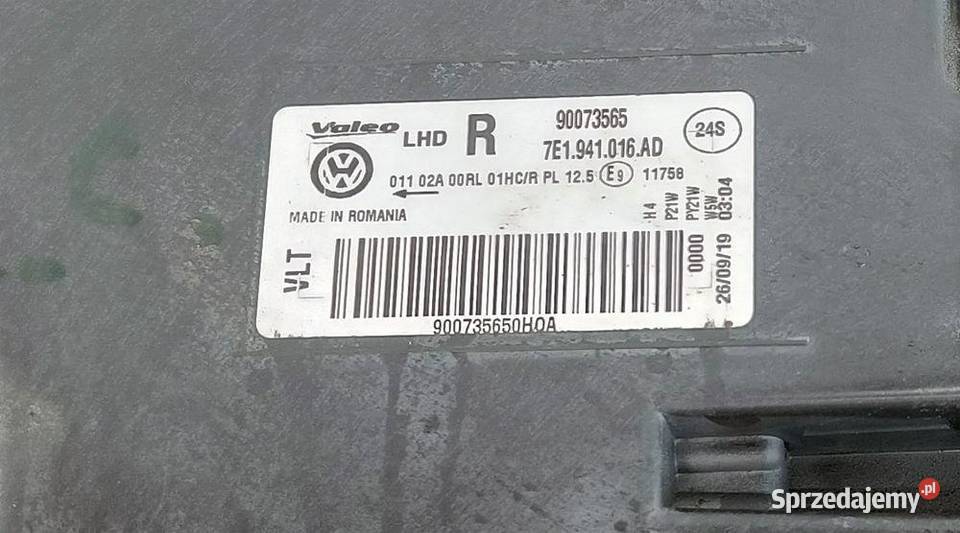 Valeo LHD R 90073565 24S
7E1.941.016.AD
011 02A 00RL 01HC/R PL 12.5 E9 11758
MADE IN ROMANIA
H4
P21W
PY21W
W5W
VLT
0000
26/09/19 03:04
900735650H0A
Sprzedajemy.pl